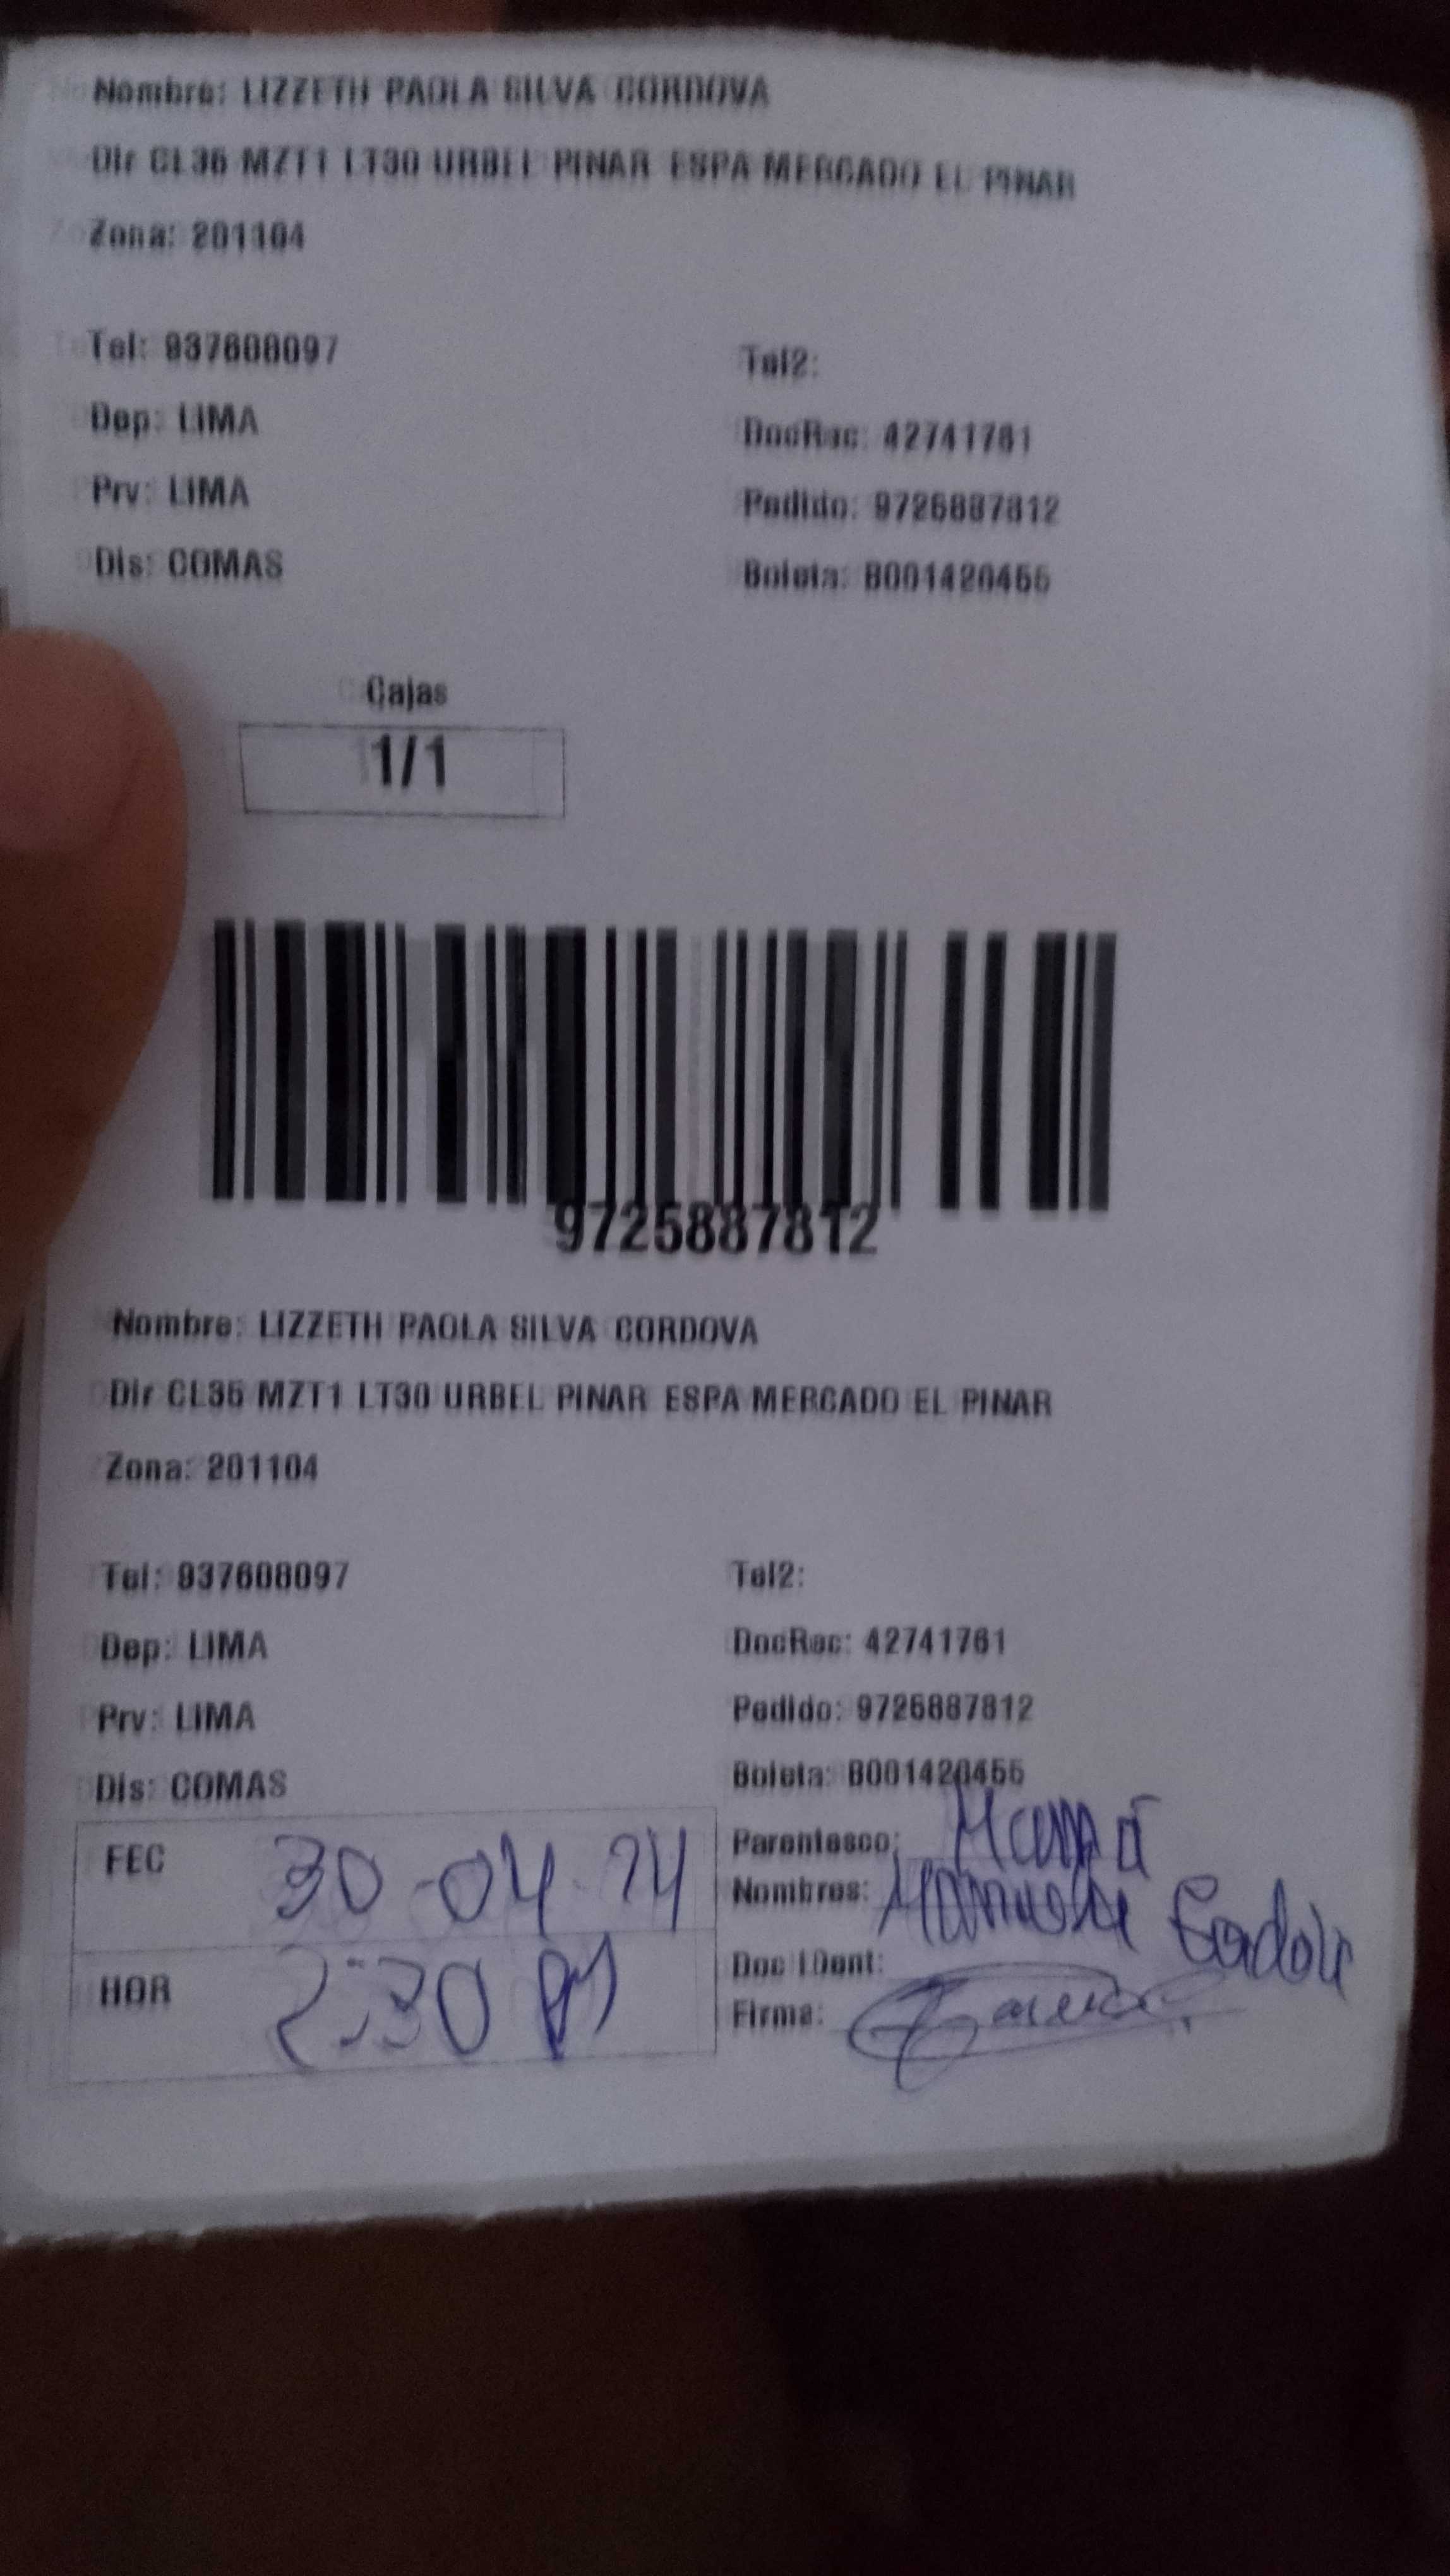 Nombre: LIZZETH PAOLA SILVA CORDOVA
Dir CL35 MZT1 LT30 URBEL PINAR ESPA MERCADO EL PINAR
Zona: 201104
Tel: 937608097 Tel2:
Dep: LIMA DocRac: 42741761
Prv: LIMA Pedido: 9725887812
Dis: COMAS Boleta: B001420455
Cajas
1/1
9725887812
Nombre: LIZZETH PAOLA SILVA CORDOVA
Dir CL35 MZT1 LT30 URBEL PINAR ESPA MERCADO EL PINAR
Zona: 201104
Tel: 937608097 Tel2:
Dep: LIMA DocRac: 42741761
Prv: LIMA Pedido: 9725887812
Dis: COMAS Boleta: B001420455
FEC 30-04-24 Parentesco: Mamá
Nombres:
HOR 2:30 Doc IDent:
Firma: